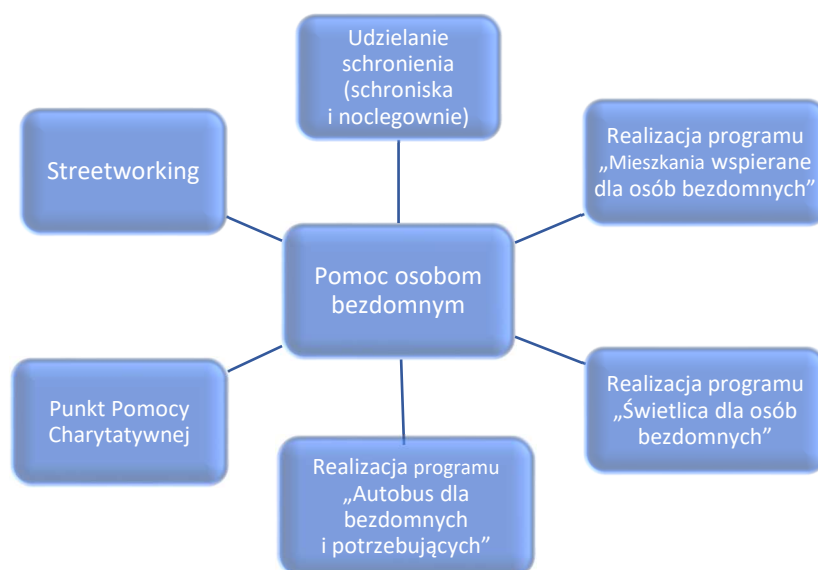 Udzielanie
schronienia
(schroniska
i noclegownie)
Streetworking
Realizacja programu
„Mieszkania wspierane
dla osób bezdomnych”
Pomoc osobom
bezdomnym
Punkt Pomocy
Charytatywnej
Realizacja programu
„Świetlica dla osób
bezdomnych”
Realizacja programu
„Autobus dla
bezdomnych
i potrzebujących”